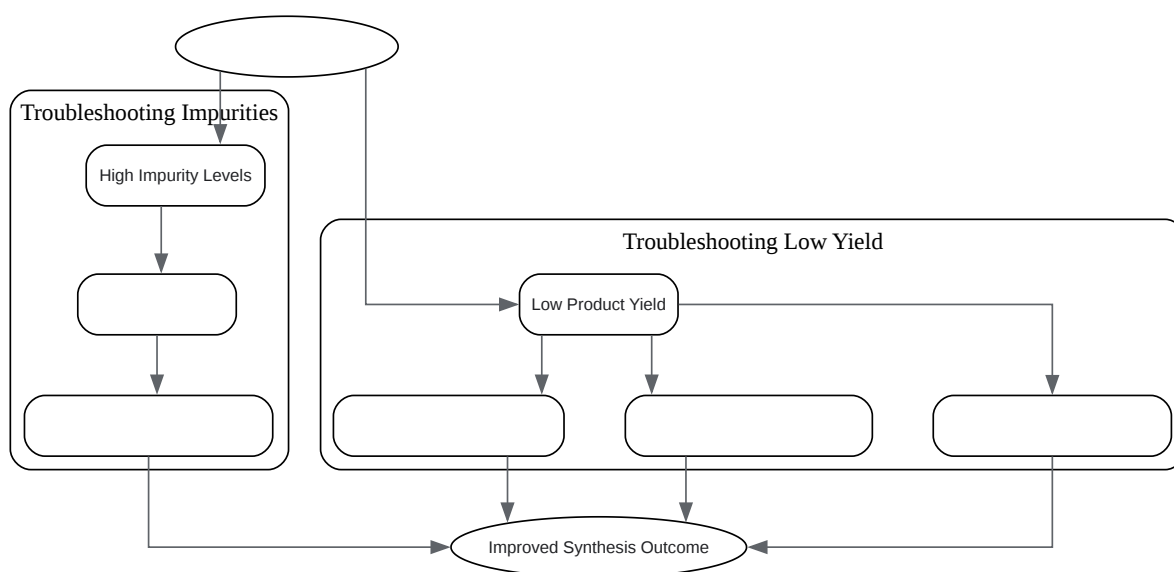 Troubleshooting Impurities
High Impurity Levels
Troubleshooting Low Yield
Low Product Yield
Improved Synthesis Outcome